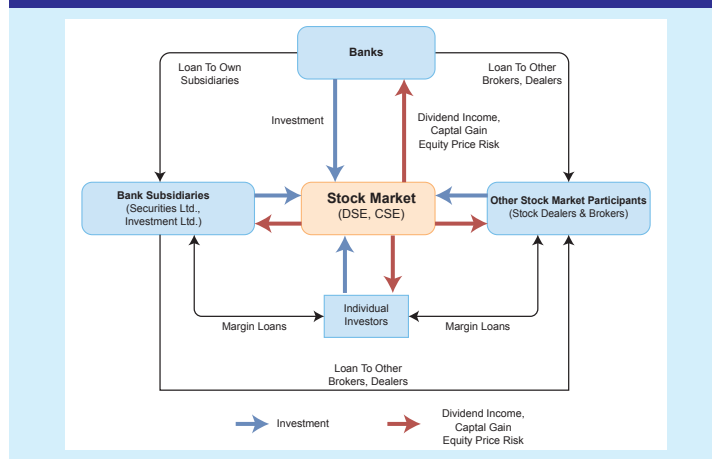 Banks
Loan To Own
Subsidiaries
Loan To Other
Brokers, Dealers
Investment
Dividend Income,
Captal Gain
Equity Price Risk
Bank Subsidiaries
(Securities Ltd.,
Investment Ltd.)
Stock Market
(DSE, CSE)
Other Stock Market Participants
(Stock Dealers & Brokers)
Individual
Investors
Margin Loans
Margin Loans
Loan To Other
Brokers, Dealers
Investment
Dividend Income,
Captal Gain
Equity Price Risk